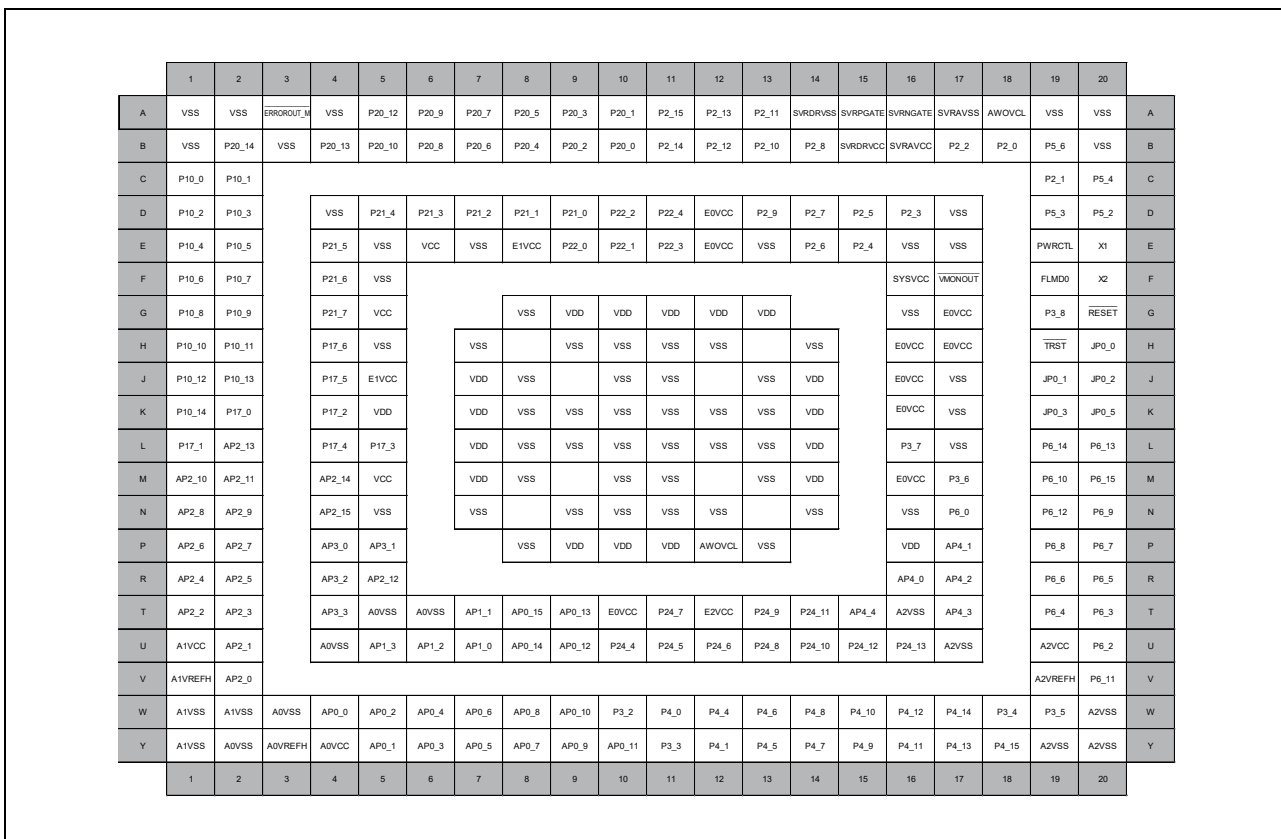 1 2 3 4 5 6 7 8 9 10 11 12 13 14 15 16 17 18 19 20
A VSS VSS ERROROUT_M VSS P20_12 P20_9 P20_7 P20_5 P20_3 P20_1 P2_15 P2_13 P2_11 SVRDRVSS SVRPGATE SVRNGATE SVRAVSS AWOVCL VSS VSS A
B VSS P20_14 VSS P20_13 P20_10 P20_8 P20_6 P20_4 P20_2 P20_0 P2_14 P2_12 P2_10 P2_8 SVRDRVCC SVRAVCC P2_2 P2_0 P5_6 VSS B
C P10_0 P10_1 P2_1 P5_4 C
D P10_2 P10_3 VSS P21_4 P21_3 P21_2 P21_1 P21_0 P22_2 P22_4 E0VCC P2_9 P2_7 P2_5 P2_3 VSS P5_3 P5_2 D
E P10_4 P10_5 P21_5 VSS VCC VSS E1VCC P22_0 P22_1 P22_3 E0VCC VSS P2_6 P2_4 VSS VSS PWRCTL X1 E
F P10_6 P10_7 P21_6 VSS SYSVCC VMONOUT FLMD0 X2 F
G P10_8 P10_9 P21_7 VCC VSS VDD VDD VDD VDD VDD VSS E0VCC P3_8 RESET G
H P10_10 P10_11 P17_6 VSS VSS VSS VSS VSS VSS VSS E0VCC E0VCC TRST JP0_0 H
J P10_12 P10_13 P17_5 E1VCC VDD VSS VSS VSS VSS VDD E0VCC VSS JP0_1 JP0_2 J
K P10_14 P17_0 P17_2 VDD VDD VSS VSS VSS VSS VSS VSS VDD E0VCC VSS JP0_3 JP0_5 K
L P17_1 AP2_13 P17_4 P17_3 VDD VSS VSS VSS VSS VSS VSS VDD P3_7 VSS P6_14 P6_13 L
M AP2_10 AP2_11 AP2_14 VCC VDD VSS VSS VSS VSS VDD E0VCC P3_6 P6_10 P6_15 M
N AP2_8 AP2_9 AP2_15 VSS VSS VSS VSS VSS VSS VSS VSS P6_0 P6_12 P6_9 N
P AP2_6 AP2_7 AP3_0 AP3_1 VSS VDD VDD VDD AWOVCL VSS VDD AP4_1 P6_8 P6_7 P
R AP2_4 AP2_5 AP3_2 AP2_12 AP4_0 AP4_2 P6_6 P6_5 R
T AP2_2 AP2_3 AP3_3 A0VSS A0VSS AP1_1 AP0_15 AP0_13 E0VCC P24_7 E2VCC P24_9 P24_11 AP4_4 A2VSS AP4_3 P6_4 P6_3 T
U A1VCC AP2_1 A0VSS AP1_3 AP1_2 AP1_0 AP0_14 AP0_12 P24_4 P24_5 P24_6 P24_8 P24_10 P24_12 P24_13 A2VSS A2VCC P6_2 U
V A1VREFH AP2_0 A2VREFH P6_11 V
W A1VSS A1VSS A0VSS AP0_0 AP0_2 AP0_4 AP0_6 AP0_8 AP0_10 P3_2 P4_0 P4_4 P4_6 P4_8 P4_10 P4_12 P4_14 P3_4 P3_5 A2VSS W
Y A1VSS A0VSS A0VREFH A0VCC AP0_1 AP0_3 AP0_5 AP0_7 AP0_9 AP0_11 P3_3 P4_1 P4_5 P4_7 P4_9 P4_11 P4_13 P4_15 A2VSS A2VSS Y
1 2 3 4 5 6 7 8 9 10 11 12 13 14 15 16 17 18 19 20